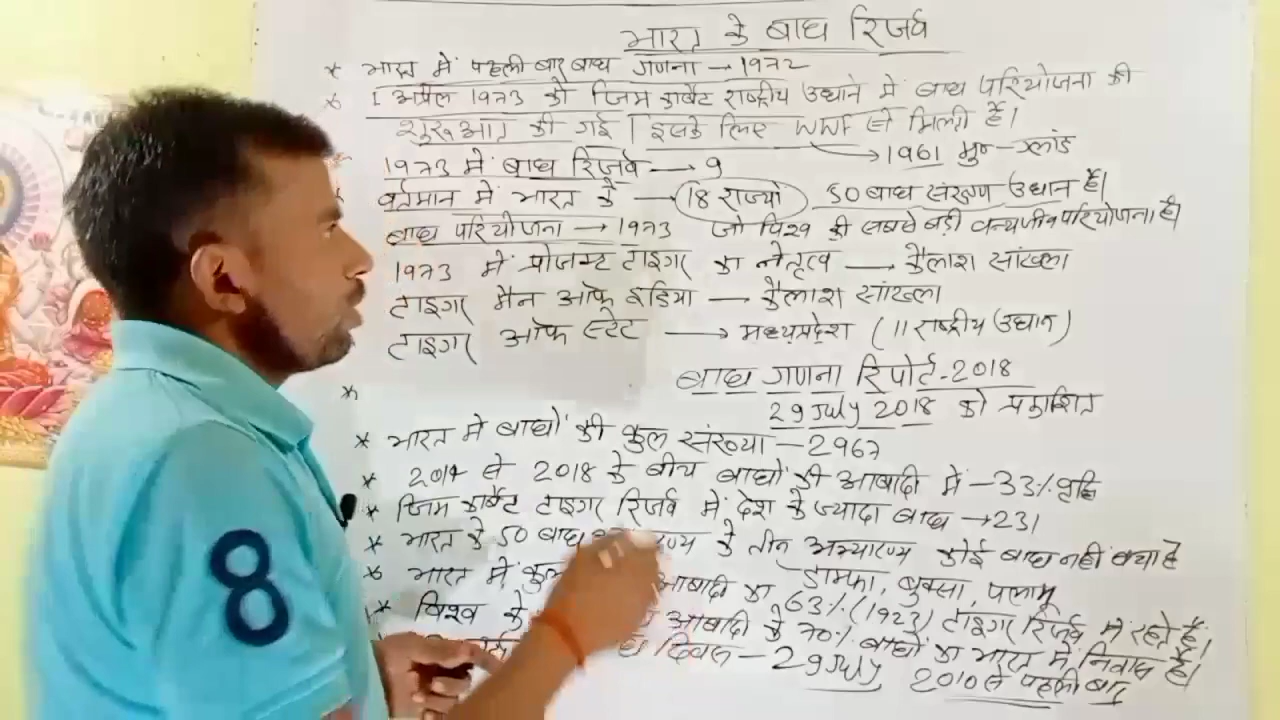 भारत के बाघ रिजर्व
* भारत में पहली बार बाघ गणना → 1972
* 1 अप्रैल 1973 को जिम कार्बेट राष्ट्रीय उद्यान में बाघ परियोजना की
शुरूआत की गई। इसके लिए WWF से मिली है।
→ 1961 मु०-ग्लांड
1973 में बाघ रिजर्व → 9
* वर्तमान में भारत के → 18 राज्यो 50 बाघ संरक्षण उद्यान है।
बाघ परियोजना → 1973 जो विश्व की सबसे बड़ी वन्यजीव परियोजना है।
1973 में प्रोजेक्ट टाइगर का नेतृत्व — कैलाश सांख्ला
टाइगर मैन ऑफ इंडिया — कैलाश सांख्ला
टाइगर ऑफ स्टेट → मध्यप्रदेश (11 राष्ट्रीय उद्यान)
बाघ गणना रिपोर्ट-2018
*
29 July 2018 को प्रकाशित
* भारत मे बाघों की कुल संख्या - 2967
* 2014 से 2018 के बीच बाघों की आबादी में - 33% वृद्धि
* जिम कार्बेट टाइगर रिजर्व में देश के ज्यादा बाघ → 231
* भारत के 50 बाघ के तीन अभ्यारण्य कोई बाघ नहीं बचा है
डाम्फा, बुक्सा, पलामू
* भारत में कुल आबादी का 63% (1923) टाइगर रिजर्व में रहते हैं।
* विश्व के आबादी के 70% बाघों का भारत में निवास है।
दिवस - 29 July 2010 से पहली बार
8